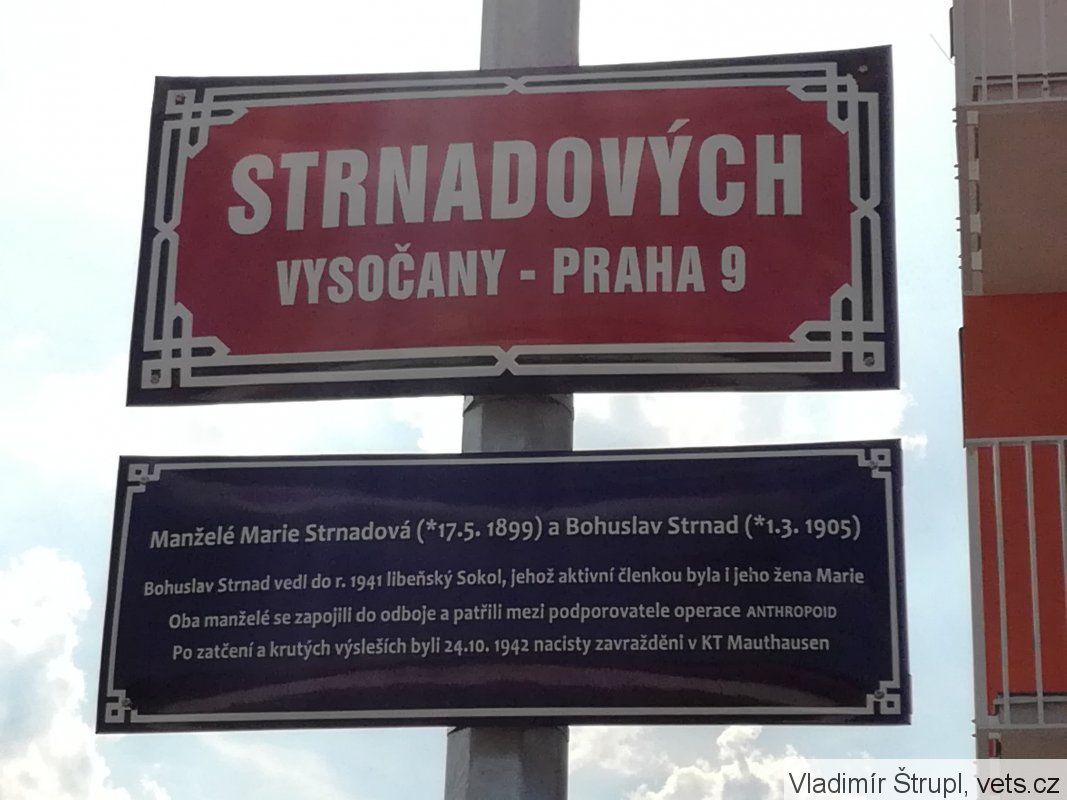 STRNADOVÝCH
VYSOČANY - PRAHA 9
Manželé Marie Strnadová (*17.5. 1899) a Bohuslav Strnad (*1.3. 1905)
Bohuslav Strnad vedl do r. 1941 libeňský Sokol, jehož aktivní členkou byla i jeho žena Marie
Oba manželé se zapojili do odboje a patřili mezi podporovatele operace ANTHROPOID
Po zatčení a krutých výsleších byli 24.10. 1942 nacisty zavražděni v KT Mauthausen
Vladimír Štrupl, vets.cz